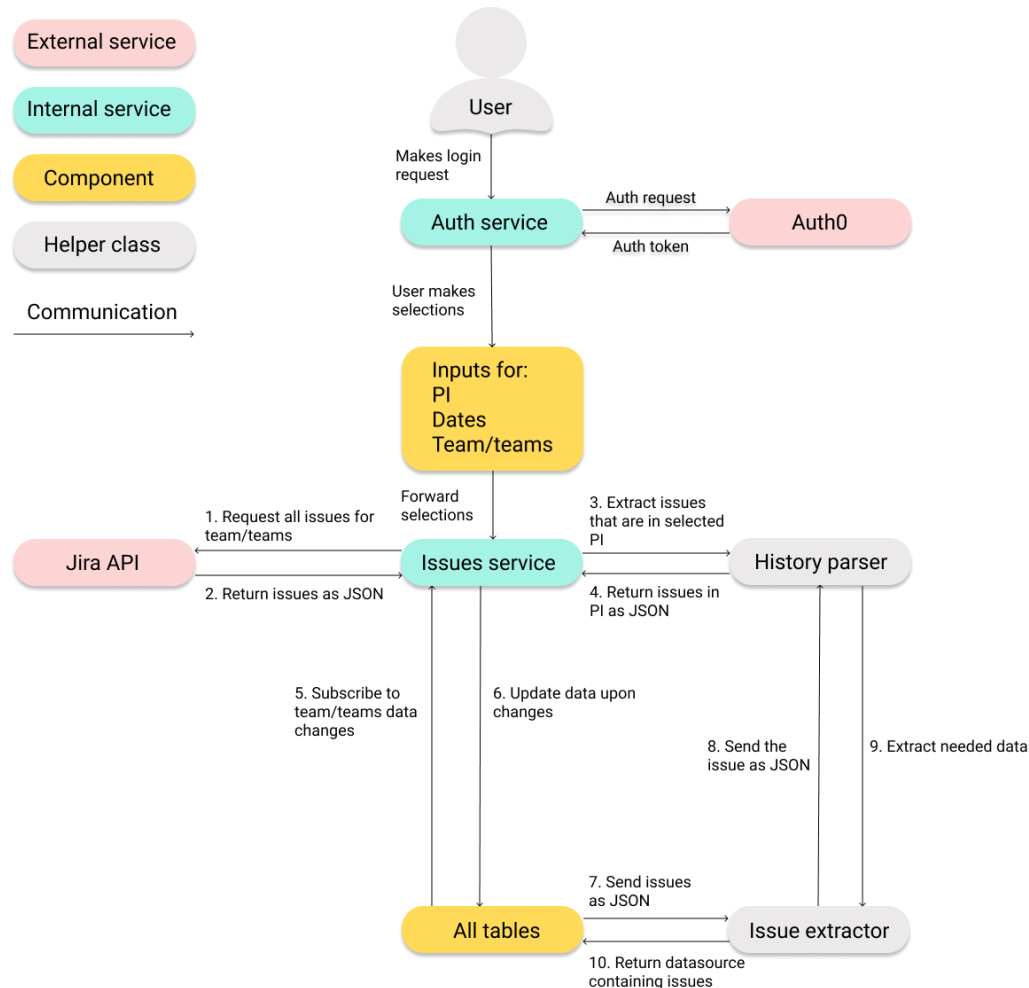 External service
Internal service
Component
Helper class
Communication
User
Makes login
request
Auth service
Auth request
Auth token
Auth0
User makes
selections
Inputs for:
PI
Dates
Team/teams
Forward
selections
1. Request all issues for
team/teams
3. Extract issues
that are in selected
PI
Jira API
Issues service
History parser
2. Return issues as JSON
4. Return issues in
PI as JSON
5. Subscribe to
team/teams data
changes
6. Update data upon
changes
8. Send the
issue as JSON
9. Extract needed data
7. Send issues
as JSON
All tables
Issue extractor
10. Return datasource
containing issues